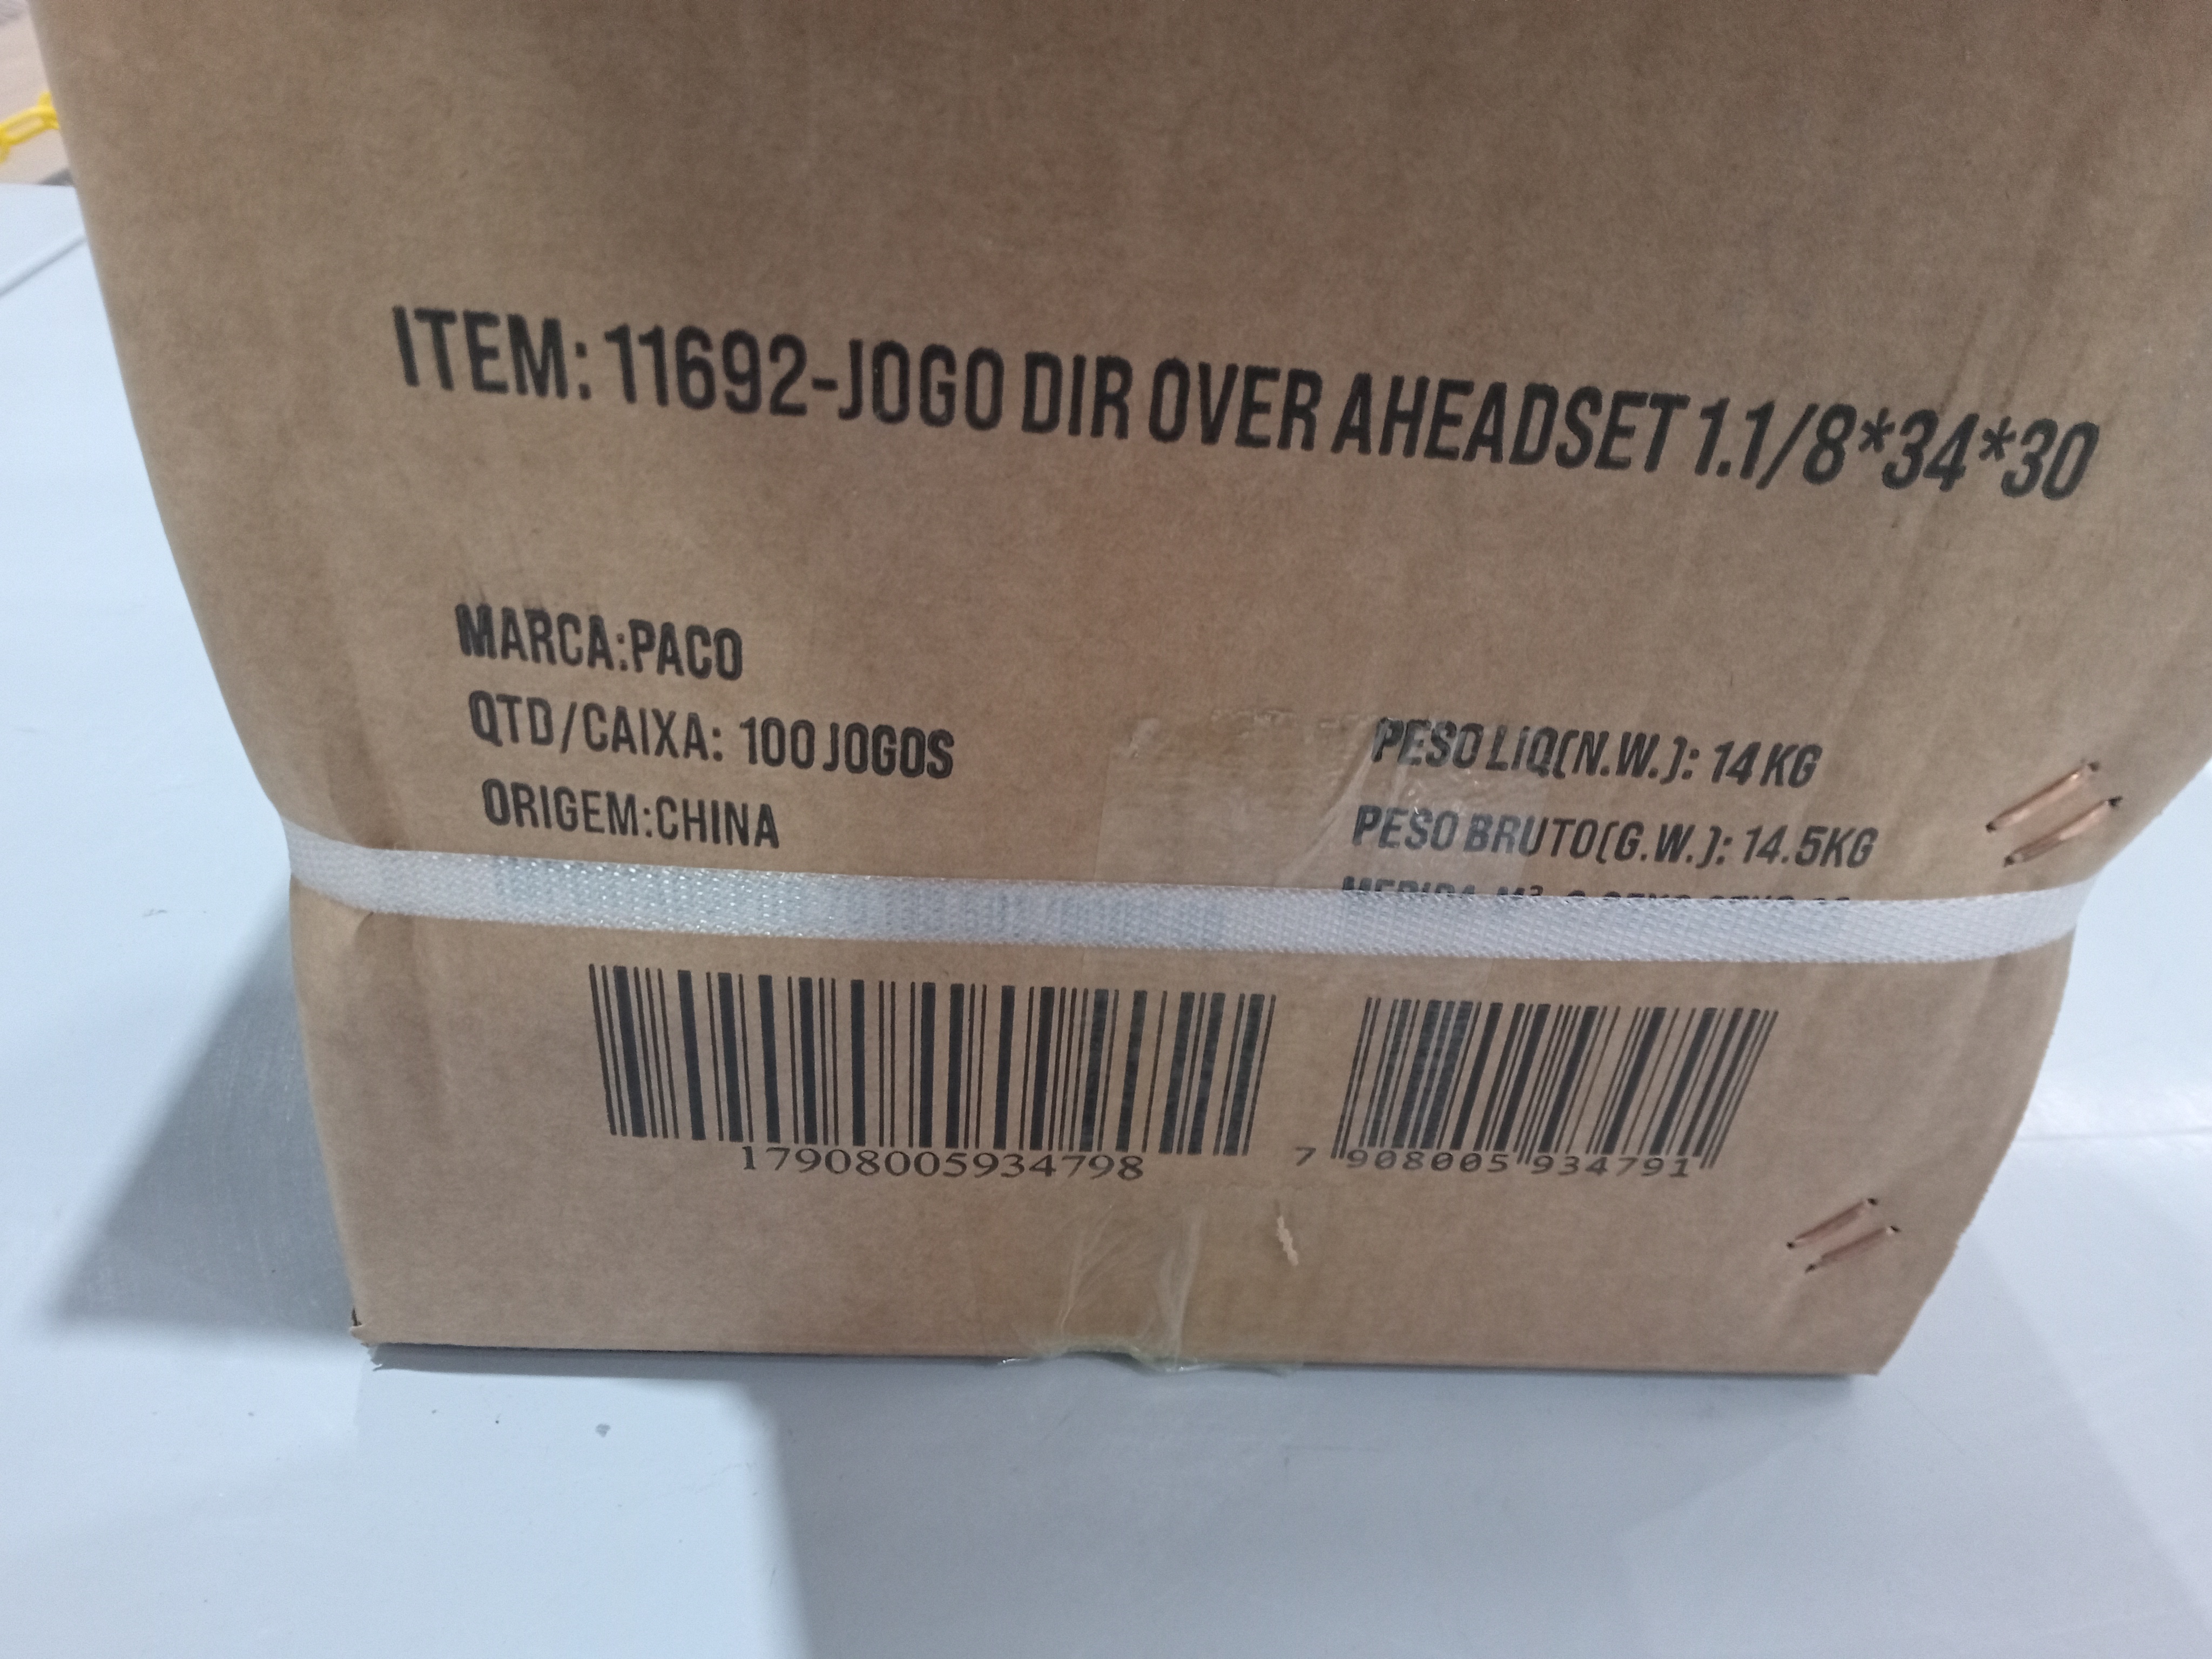 ITEM: 11692-JOGO DIR OVER AHEADSET 1.1/8*34*30
MARCA:PACO
QTD/CAIXA: 100 JOGOS
ORIGEM:CHINA
PESO LIQ(N.W.): 14 KG
PESO BRUTO(G.W.): 14.5KG
17908005934798
7 908005 934791